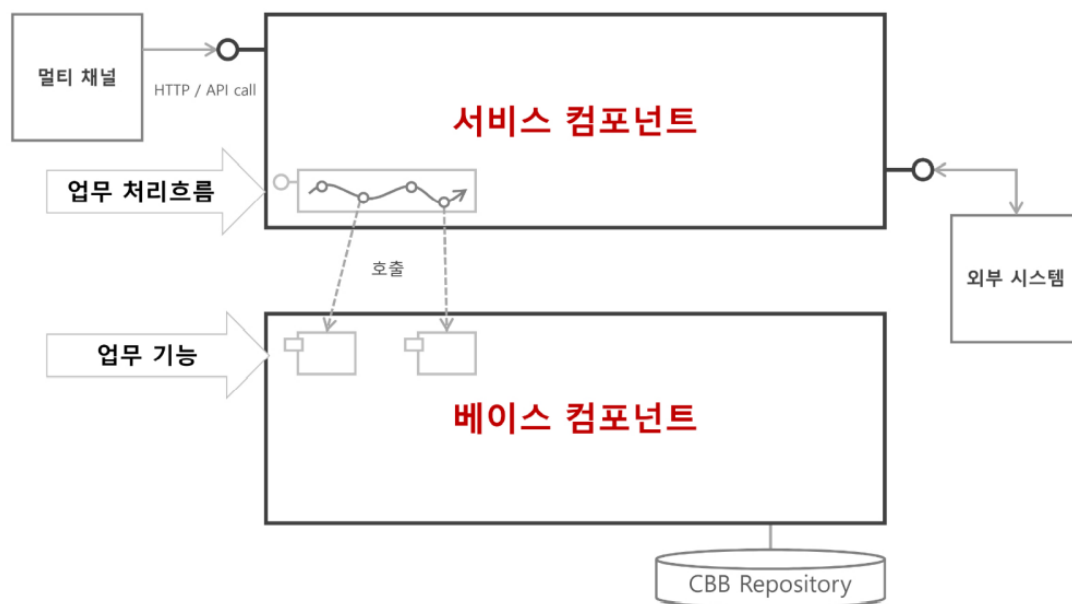 멀티 채널
HTTP / API call
서비스 컴포넌트
업무 처리흐름
호출
외부 시스템
업무 기능
베이스 컴포넌트
CBB Repository